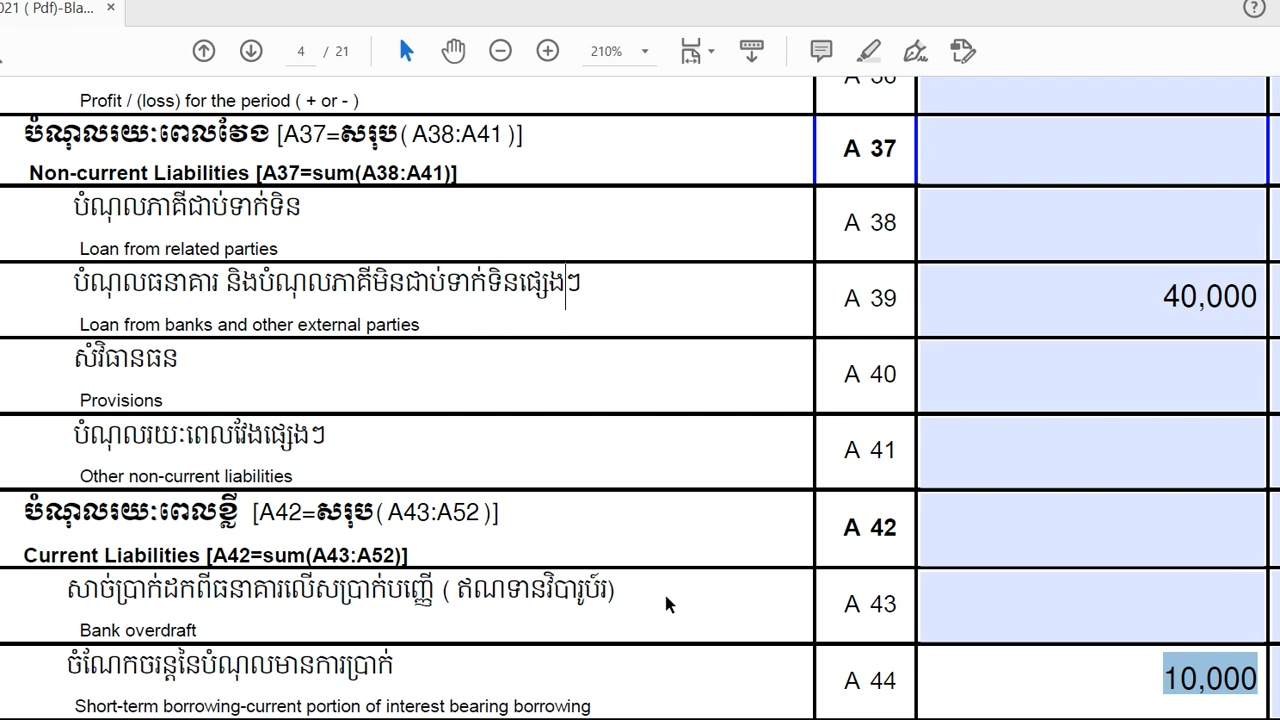 021 ( Pdf)-Bla... ×
4 / 21 210%
Profit / (loss) for the period ( + or - )
បំណុលរយៈពេលវែង [A37=សរុប( A38:A41 )] A 37
Non-current Liabilities [A37=sum(A38:A41)]
បំណុលភាគីជាប់ទាក់ទិន A 38
Loan from related parties
បំណុលធនាគារ និងបំណុលភាគីមិនជាប់ទាក់ទិនផ្សេងៗ A 39 40,000
Loan from banks and other external parties
សំវិធានធន A 40
Provisions
បំណុលរយៈពេលវែងផ្សេងៗ A 41
Other non-current liabilities
បំណុលរយៈពេលខ្លី [A42=សរុប( A43:A52 )] A 42
Current Liabilities [A42=sum(A43:A52)]
សាច់ប្រាក់ដកពីធនាគារលើសប្រាក់បញ្ញើ ( ឥណទានវិបារូប៍រ) A 43
Bank overdraft
ចំណែកចរន្តនៃបំណុលមានការប្រាក់ A 44 10,000
Short-term borrowing-current portion of interest bearing borrowing